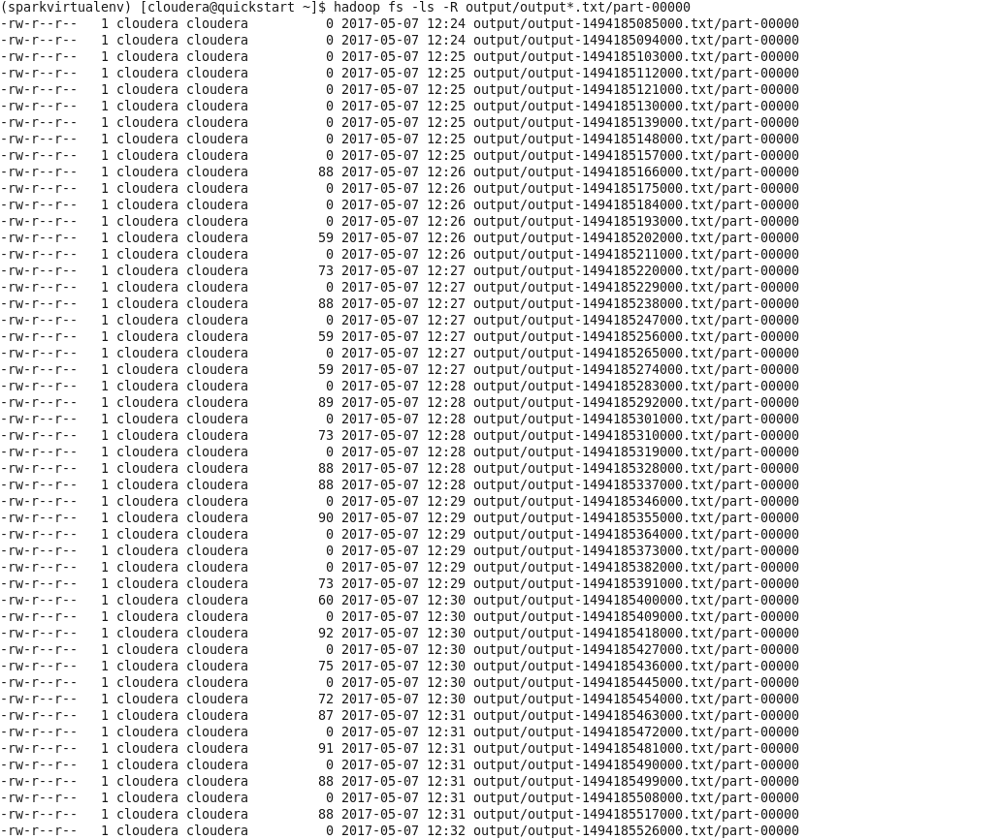 (sparkvirtualenv) [cloudera@quickstart ~]$ hadoop fs -ls -R output/output*.txt/part-00000
-rw-r--r--   1 cloudera cloudera          0 2017-05-07 12:24 output/output-1494185085000.txt/part-00000
-rw-r--r--   1 cloudera cloudera          0 2017-05-07 12:24 output/output-1494185094000.txt/part-00000
-rw-r--r--   1 cloudera cloudera          0 2017-05-07 12:25 output/output-1494185103000.txt/part-00000
-rw-r--r--   1 cloudera cloudera          0 2017-05-07 12:25 output/output-1494185112000.txt/part-00000
-rw-r--r--   1 cloudera cloudera          0 2017-05-07 12:25 output/output-1494185121000.txt/part-00000
-rw-r--r--   1 cloudera cloudera          0 2017-05-07 12:25 output/output-1494185130000.txt/part-00000
-rw-r--r--   1 cloudera cloudera          0 2017-05-07 12:25 output/output-1494185139000.txt/part-00000
-rw-r--r--   1 cloudera cloudera          0 2017-05-07 12:25 output/output-1494185148000.txt/part-00000
-rw-r--r--   1 cloudera cloudera          0 2017-05-07 12:25 output/output-1494185157000.txt/part-00000
-rw-r--r--   1 cloudera cloudera         88 2017-05-07 12:26 output/output-1494185166000.txt/part-00000
-rw-r--r--   1 cloudera cloudera          0 2017-05-07 12:26 output/output-1494185175000.txt/part-00000
-rw-r--r--   1 cloudera cloudera          0 2017-05-07 12:26 output/output-1494185184000.txt/part-00000
-rw-r--r--   1 cloudera cloudera          0 2017-05-07 12:26 output/output-1494185193000.txt/part-00000
-rw-r--r--   1 cloudera cloudera         59 2017-05-07 12:26 output/output-1494185202000.txt/part-00000
-rw-r--r--   1 cloudera cloudera          0 2017-05-07 12:26 output/output-1494185211000.txt/part-00000
-rw-r--r--   1 cloudera cloudera         73 2017-05-07 12:27 output/output-1494185220000.txt/part-00000
-rw-r--r--   1 cloudera cloudera          0 2017-05-07 12:27 output/output-1494185229000.txt/part-00000
-rw-r--r--   1 cloudera cloudera         88 2017-05-07 12:27 output/output-1494185238000.txt/part-00000
-rw-r--r--   1 cloudera cloudera          0 2017-05-07 12:27 output/output-1494185247000.txt/part-00000
-rw-r--r--   1 cloudera cloudera         59 2017-05-07 12:27 output/output-1494185256000.txt/part-00000
-rw-r--r--   1 cloudera cloudera          0 2017-05-07 12:27 output/output-1494185265000.txt/part-00000
-rw-r--r--   1 cloudera cloudera         59 2017-05-07 12:27 output/output-1494185274000.txt/part-00000
-rw-r--r--   1 cloudera cloudera          0 2017-05-07 12:28 output/output-1494185283000.txt/part-00000
-rw-r--r--   1 cloudera cloudera         89 2017-05-07 12:28 output/output-1494185292000.txt/part-00000
-rw-r--r--   1 cloudera cloudera          0 2017-05-07 12:28 output/output-1494185301000.txt/part-00000
-rw-r--r--   1 cloudera cloudera         73 2017-05-07 12:28 output/output-1494185310000.txt/part-00000
-rw-r--r--   1 cloudera cloudera          0 2017-05-07 12:28 output/output-1494185319000.txt/part-00000
-rw-r--r--   1 cloudera cloudera         88 2017-05-07 12:28 output/output-1494185328000.txt/part-00000
-rw-r--r--   1 cloudera cloudera         88 2017-05-07 12:28 output/output-1494185337000.txt/part-00000
-rw-r--r--   1 cloudera cloudera          0 2017-05-07 12:29 output/output-1494185346000.txt/part-00000
-rw-r--r--   1 cloudera cloudera         90 2017-05-07 12:29 output/output-1494185355000.txt/part-00000
-rw-r--r--   1 cloudera cloudera          0 2017-05-07 12:29 output/output-1494185364000.txt/part-00000
-rw-r--r--   1 cloudera cloudera          0 2017-05-07 12:29 output/output-1494185373000.txt/part-00000
-rw-r--r--   1 cloudera cloudera          0 2017-05-07 12:29 output/output-1494185382000.txt/part-00000
-rw-r--r--   1 cloudera cloudera         73 2017-05-07 12:29 output/output-1494185391000.txt/part-00000
-rw-r--r--   1 cloudera cloudera         60 2017-05-07 12:30 output/output-1494185400000.txt/part-00000
-rw-r--r--   1 cloudera cloudera          0 2017-05-07 12:30 output/output-1494185409000.txt/part-00000
-rw-r--r--   1 cloudera cloudera         92 2017-05-07 12:30 output/output-1494185418000.txt/part-00000
-rw-r--r--   1 cloudera cloudera          0 2017-05-07 12:30 output/output-1494185427000.txt/part-00000
-rw-r--r--   1 cloudera cloudera         75 2017-05-07 12:30 output/output-1494185436000.txt/part-00000
-rw-r--r--   1 cloudera cloudera          0 2017-05-07 12:30 output/output-1494185445000.txt/part-00000
-rw-r--r--   1 cloudera cloudera         72 2017-05-07 12:30 output/output-1494185454000.txt/part-00000
-rw-r--r--   1 cloudera cloudera         87 2017-05-07 12:31 output/output-1494185463000.txt/part-00000
-rw-r--r--   1 cloudera cloudera          0 2017-05-07 12:31 output/output-1494185472000.txt/part-00000
-rw-r--r--   1 cloudera cloudera         91 2017-05-07 12:31 output/output-1494185481000.txt/part-00000
-rw-r--r--   1 cloudera cloudera          0 2017-05-07 12:31 output/output-1494185490000.txt/part-00000
-rw-r--r--   1 cloudera cloudera         88 2017-05-07 12:31 output/output-1494185499000.txt/part-00000
-rw-r--r--   1 cloudera cloudera          0 2017-05-07 12:31 output/output-1494185508000.txt/part-00000
-rw-r--r--   1 cloudera cloudera         88 2017-05-07 12:31 output/output-1494185517000.txt/part-00000
-rw-r--r--   1 cloudera cloudera          0 2017-05-07 12:32 output/output-1494185526000.txt/part-00000